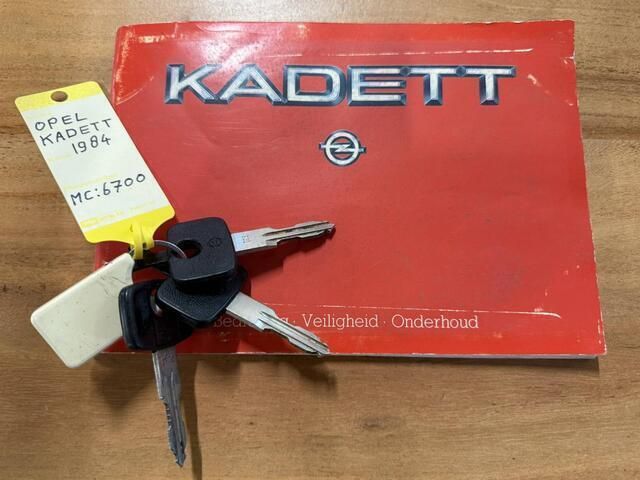 KADETT
OPEL
KADETT
1984
MC:6700
Veiligheid · Onderhoud